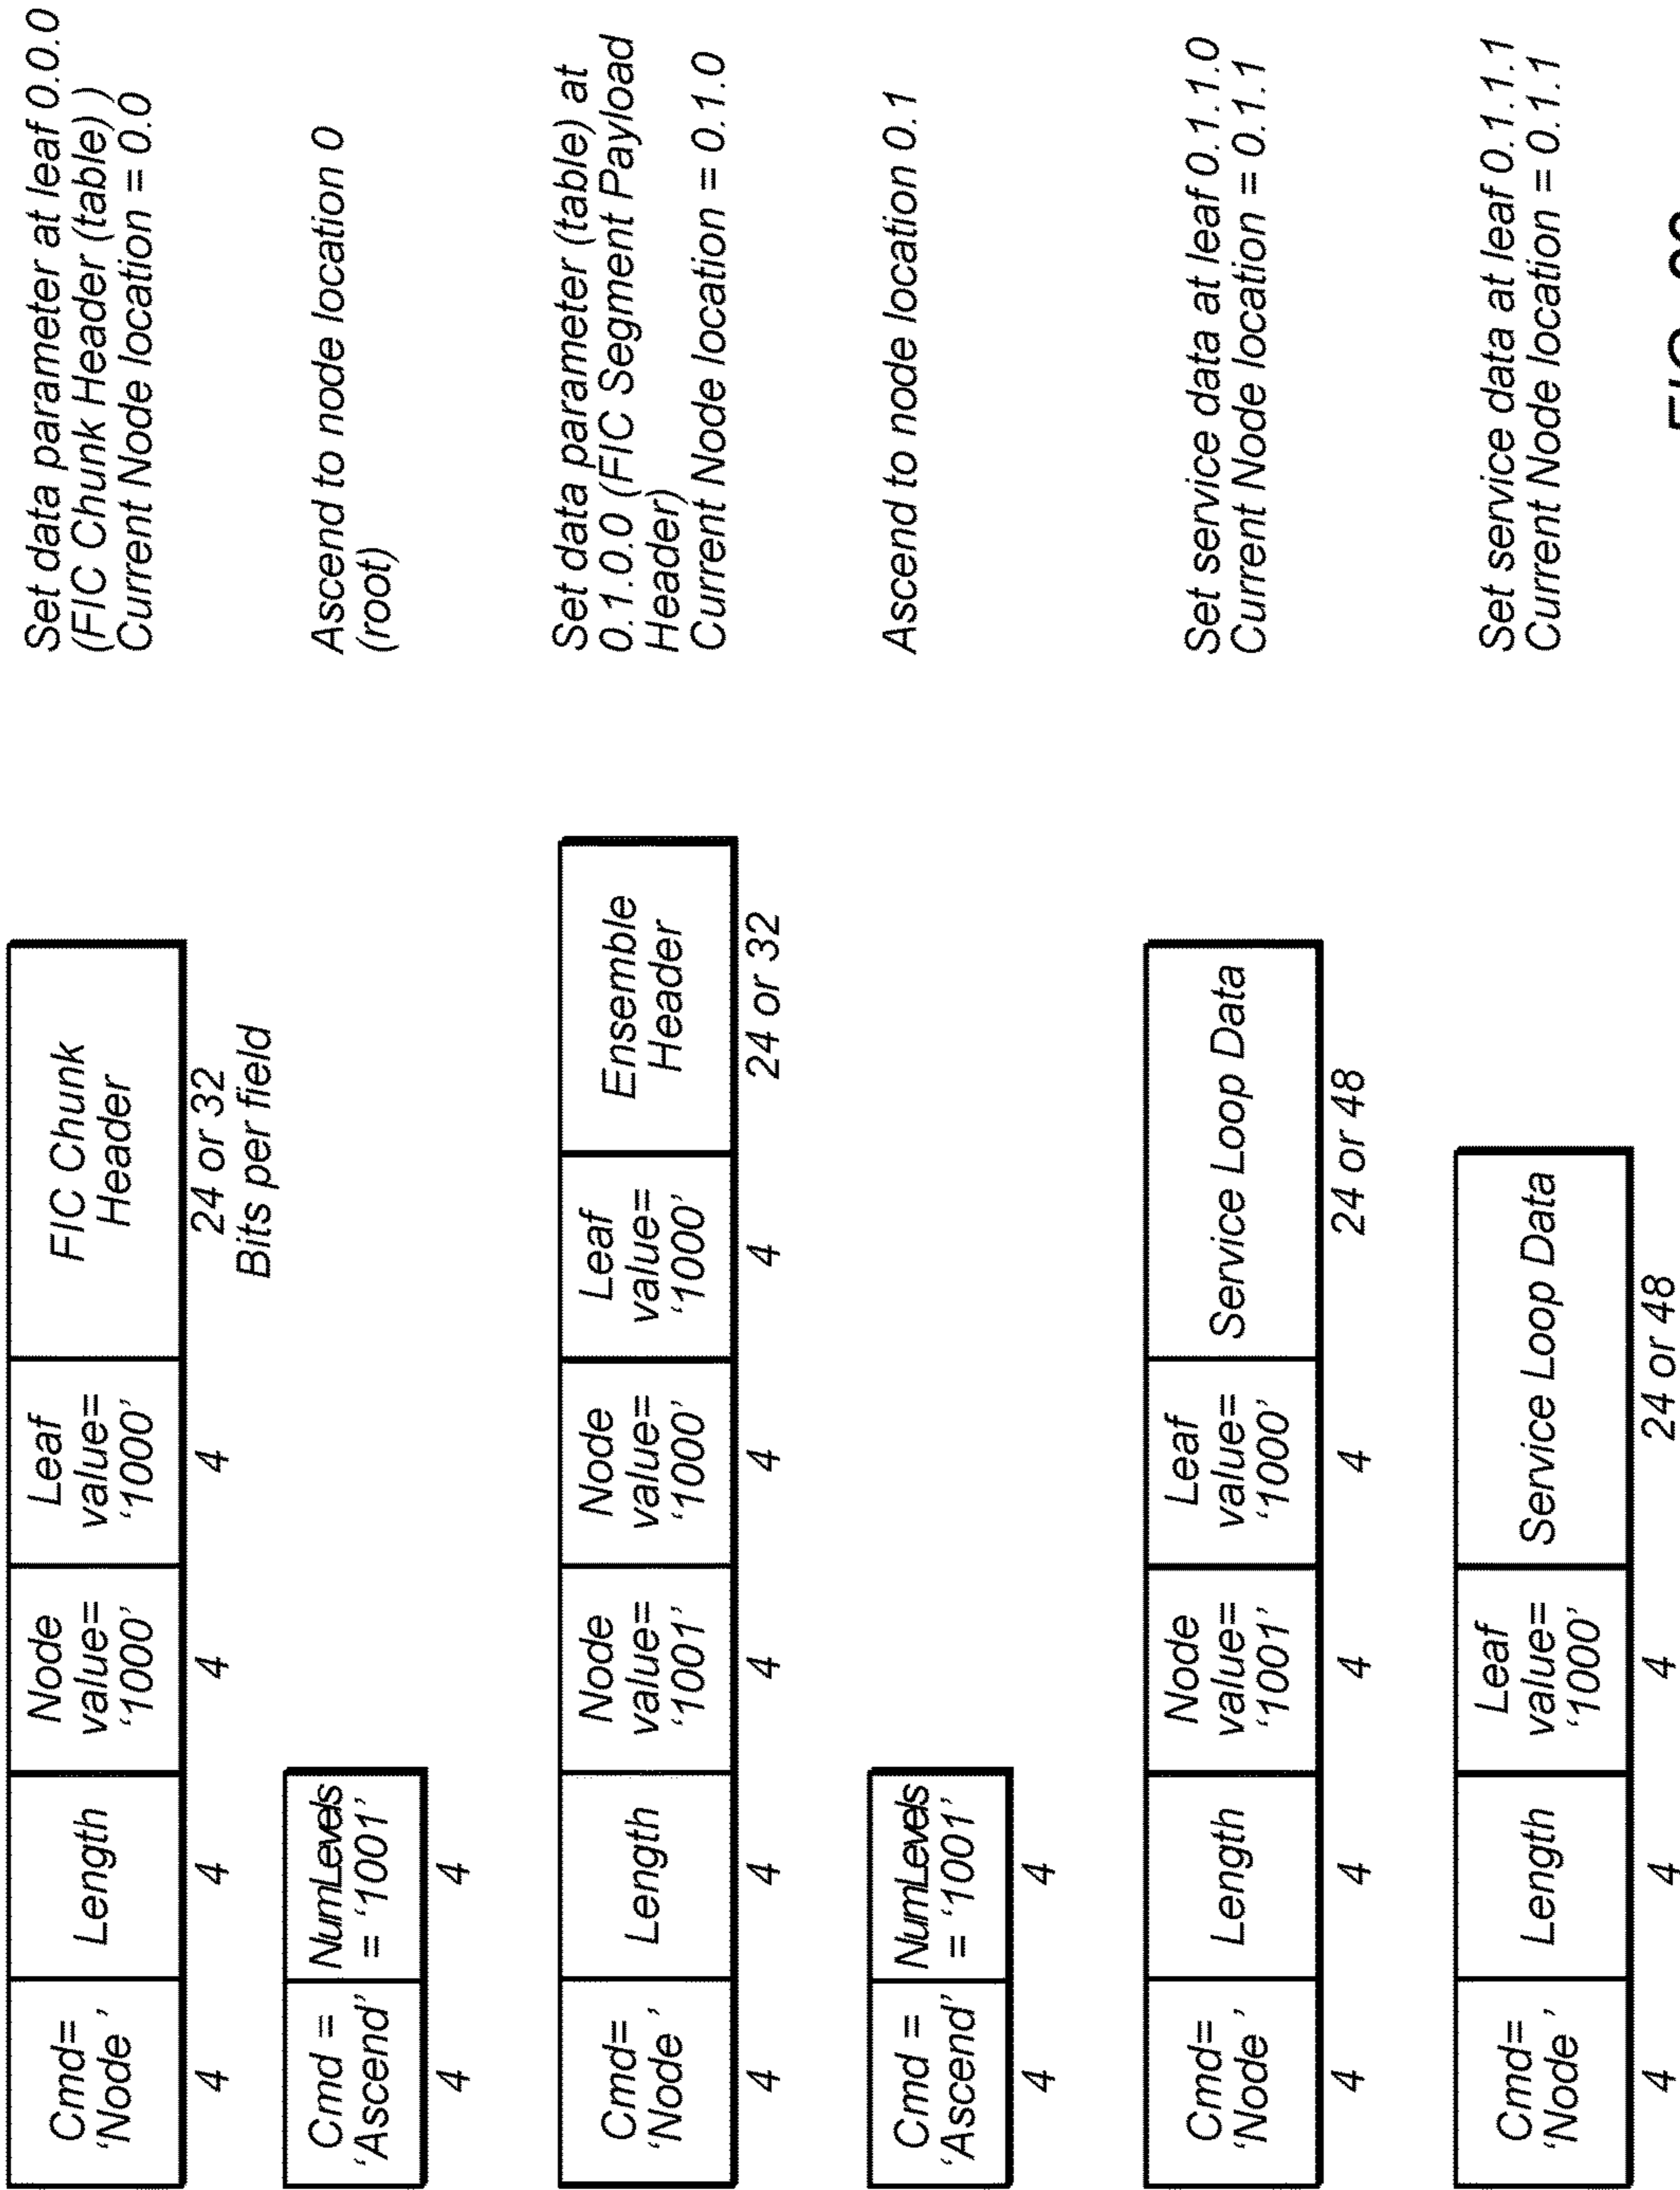 Cmd=
‘Node’
Length
Node
value=
‘1000’
Leaf
value=
‘1000’
FIC Chunk
Header
Set data parameter at leaf 0.0.0
(FIC Chunk Header (table))
Current Node location = 0.0
4
4
4
4
24 or 32
Bits per field
Cmd =
‘Ascend’
NumLevels
= ‘1001’
Ascend to node location 0
(root)
4
4
Cmd=
‘Node’
Length
Node
value=
‘1001’
Node
value=
‘1000’
Leaf
value=
‘1000’
Ensemble
Header
Set data parameter (table) at
0.1.0.0 (FIC Segment Payload
Header)
Current Node location = 0.1.0
4
4
4
4
4
24 or 32
Cmd =
‘Ascend’
NumLevels
= ‘1001’
Ascend to node location 0.1
4
4
Cmd=
‘Node’
Length
Node
value=
‘1001’
Leaf
value=
‘1000’
Service Loop Data
Set service data at leaf 0.1.1.0
Current Node location = 0.1.1
4
4
4
4
24 or 48
Cmd=
‘Node’
Length
Leaf
value=
‘1000’
Service Loop Data
Set service data at leaf 0.1.1.1
Current Node location = 0.1.1
4
4
4
24 or 48
FIG.